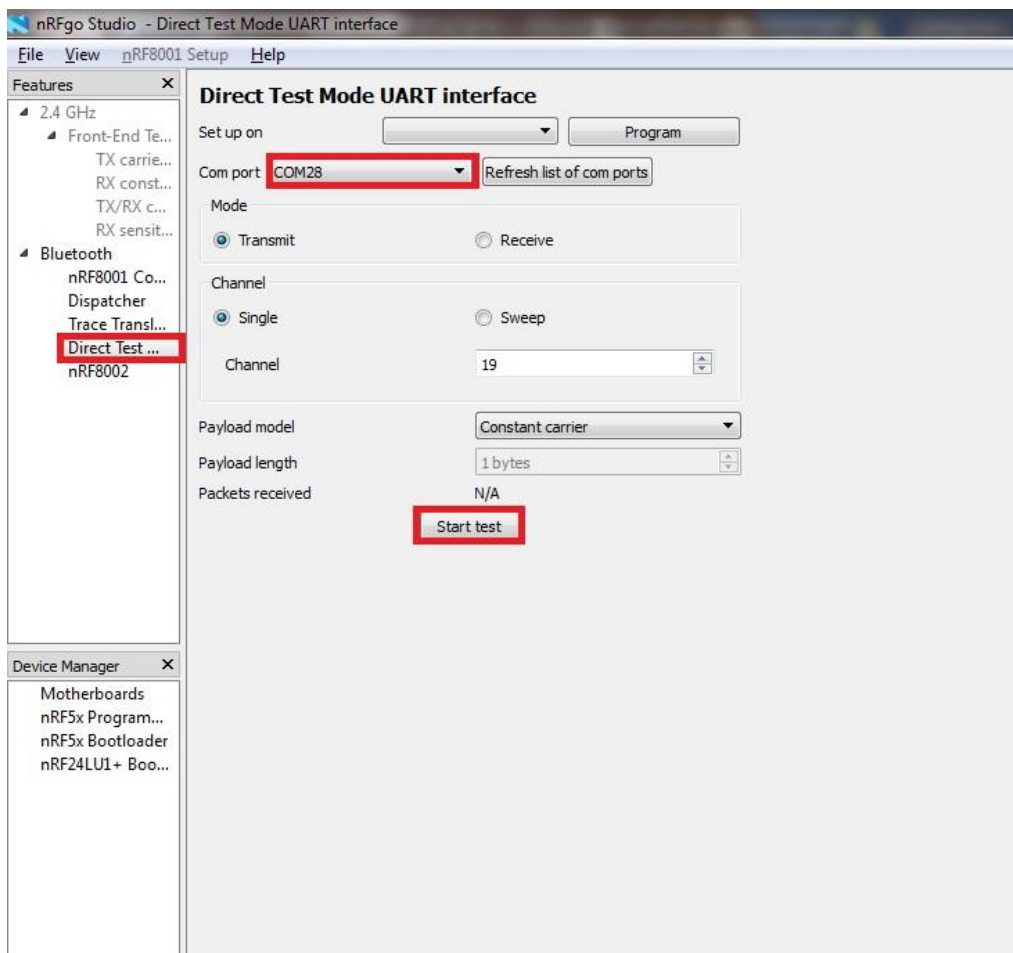 nRFgo Studio - Direct Test Mode UART interface
File View nRF8001 Setup Help
Features
2.4 GHz
Front-End Te...
TX carrie...
RX const...
TX/RX c...
RX sensit...
Bluetooth
nRF8001 Co...
Dispatcher
Trace Transl...
Direct Test ...
nRF8002
Device Manager
Motherboards
nRF5x Program...
nRF5x Bootloader
nRF24LU1+ Boo...
Direct Test Mode UART interface
Set up on Program
Com port COM28 Refresh list of com ports
Mode
Transmit Receive
Channel
Single Sweep
Channel 19
Payload model Constant carrier
Payload length 1 bytes
Packets received N/A
Start test